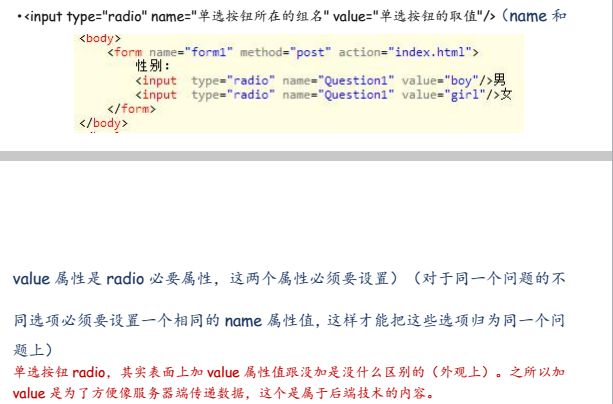 •<input type="radio" name="单选按钮所在的组名" value="单选按钮的取值"/>（name 和
<body>
<form name="form1" method="post" action="index.html">
性别:
<input type="radio" name="Question1" value="boy"/>男
<input type="radio" name="Question1" value="girl"/>女
</form>
</body>
value 属性是 radio 必要属，这两个属性必须要设置）（对于同一个问题的不
同选项必须要设置一个相同的 name 属性值，这样才能把这些选项归为同一个问
题上）
单选按钮 radio，其实表面上加 value 属性值跟没加是没什么区别的（外观上）。之所以加
value 是为了方便像服务器端传递数据，这个是属于后端技术的内容。